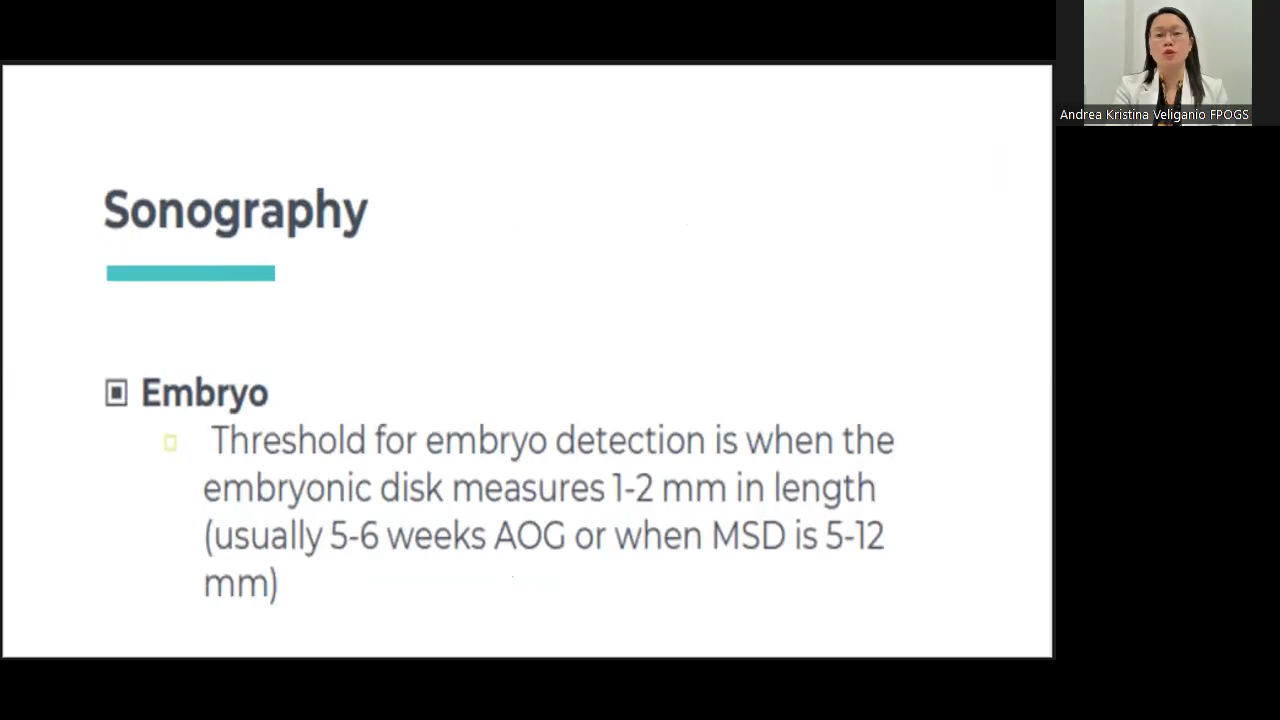 Andrea Kristina Veliganio FPOGS
Sonography
Embryo
Threshold for embryo detection is when the
embryonic disk measures 1-2 mm in length
(usually 5-6 weeks AOG or when MSD is 5-12
mm)